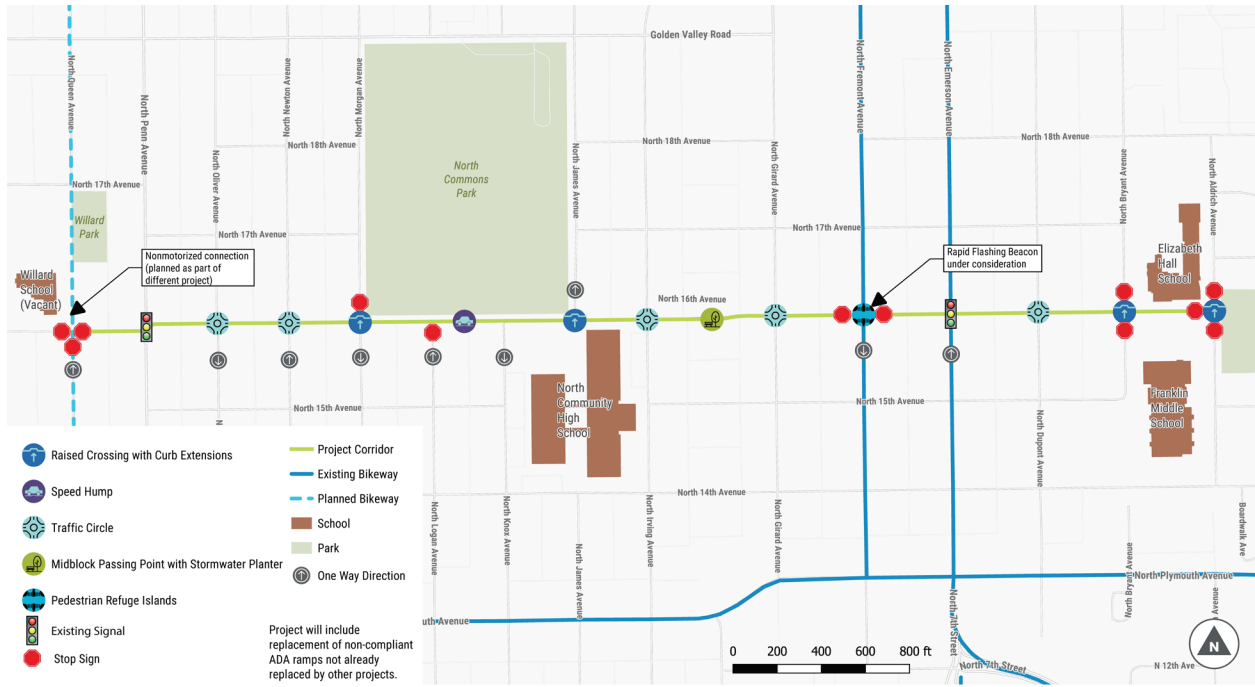 Golden Valley Road
North Queen Avenue
North Penn Avenue
North Oliver Avenue
North Newton Avenue
North Morgan Avenue
North James Avenue
North Girard Avenue
North Fremont Avenue
North Emerson Avenue
North Bryant Avenue
North Aldrich Avenue
North 18th Avenue
North 18th Avenue
North 18th Avenue
North 17th Avenue
North 17th Avenue
North 17th Avenue
North
Commons
Park
Willard
Park
Nonmotorized connection
(planned as part of
different project)
Rapid Flashing Beacon
under consideration
Willard
School
(Vacant)
Elizabeth
Hall
School
North 16th Avenue
North
Community
High
School
Franklin
Middle
School
North 15th Avenue
North 15th Avenue
N
North Dupont Avenue
North 14th Avenue
North Logan Avenue
North Knox Avenue
North James Avenue
North Irving Avenue
North Girard Avenue
North Bryant Avenue
Boardwalk Ave
Avenue
North Plymouth Avenue
uth Avenue
North 7th Street
North 7th Street
N 12th Ave
Raised Crossing with Curb Extensions
Speed Hump
Traffic Circle
Midblock Passing Point with Stormwater Planter
Pedestrian Refuge Islands
Existing Signal
Stop Sign
Project Corridor
Existing Bikeway
Planned Bikeway
School
Park
One Way Direction
Project will include
replacement of non-compliant
ADA ramps not already
replaced by other projects.
0 200 400 600 800 ft
N